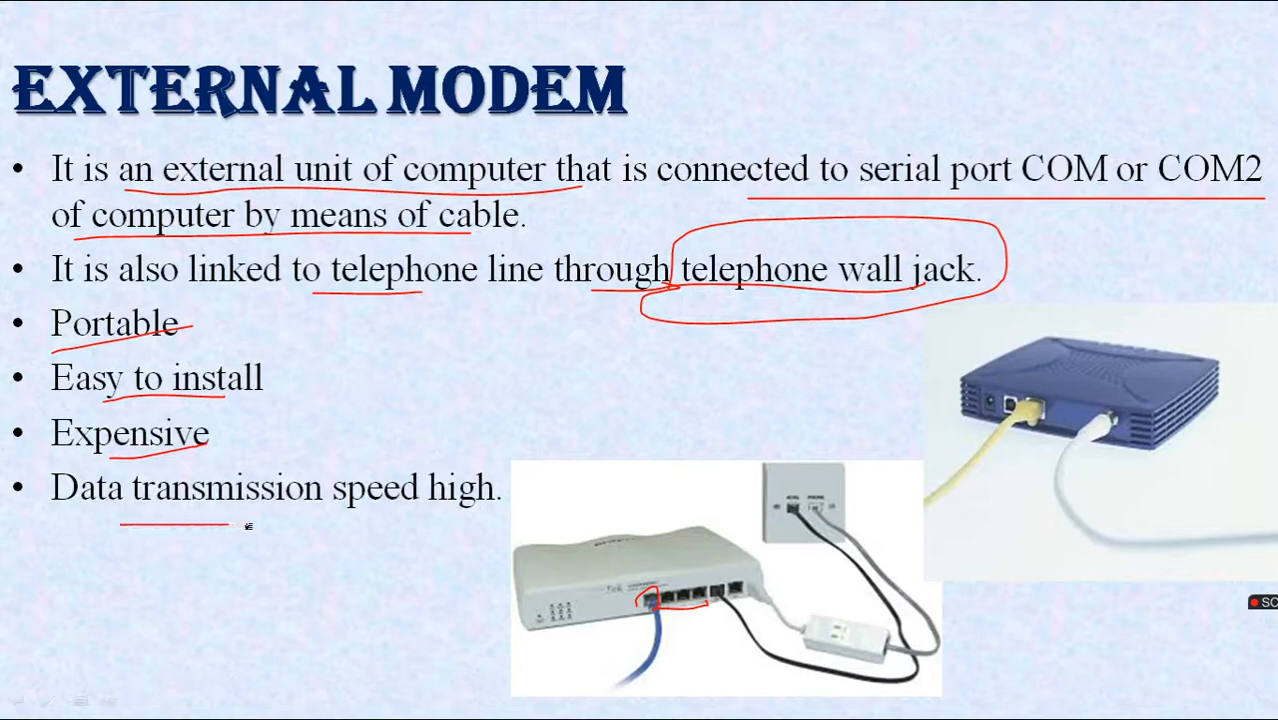 EXTERNAL MODEM
• It is an external unit of computer that is connected to serial port COM or COM2
of computer by means of cable.
• It is also linked to telephone line through telephone wall jack.
• Portable
• Easy to install
• Expensive
• Data transmission speed high.